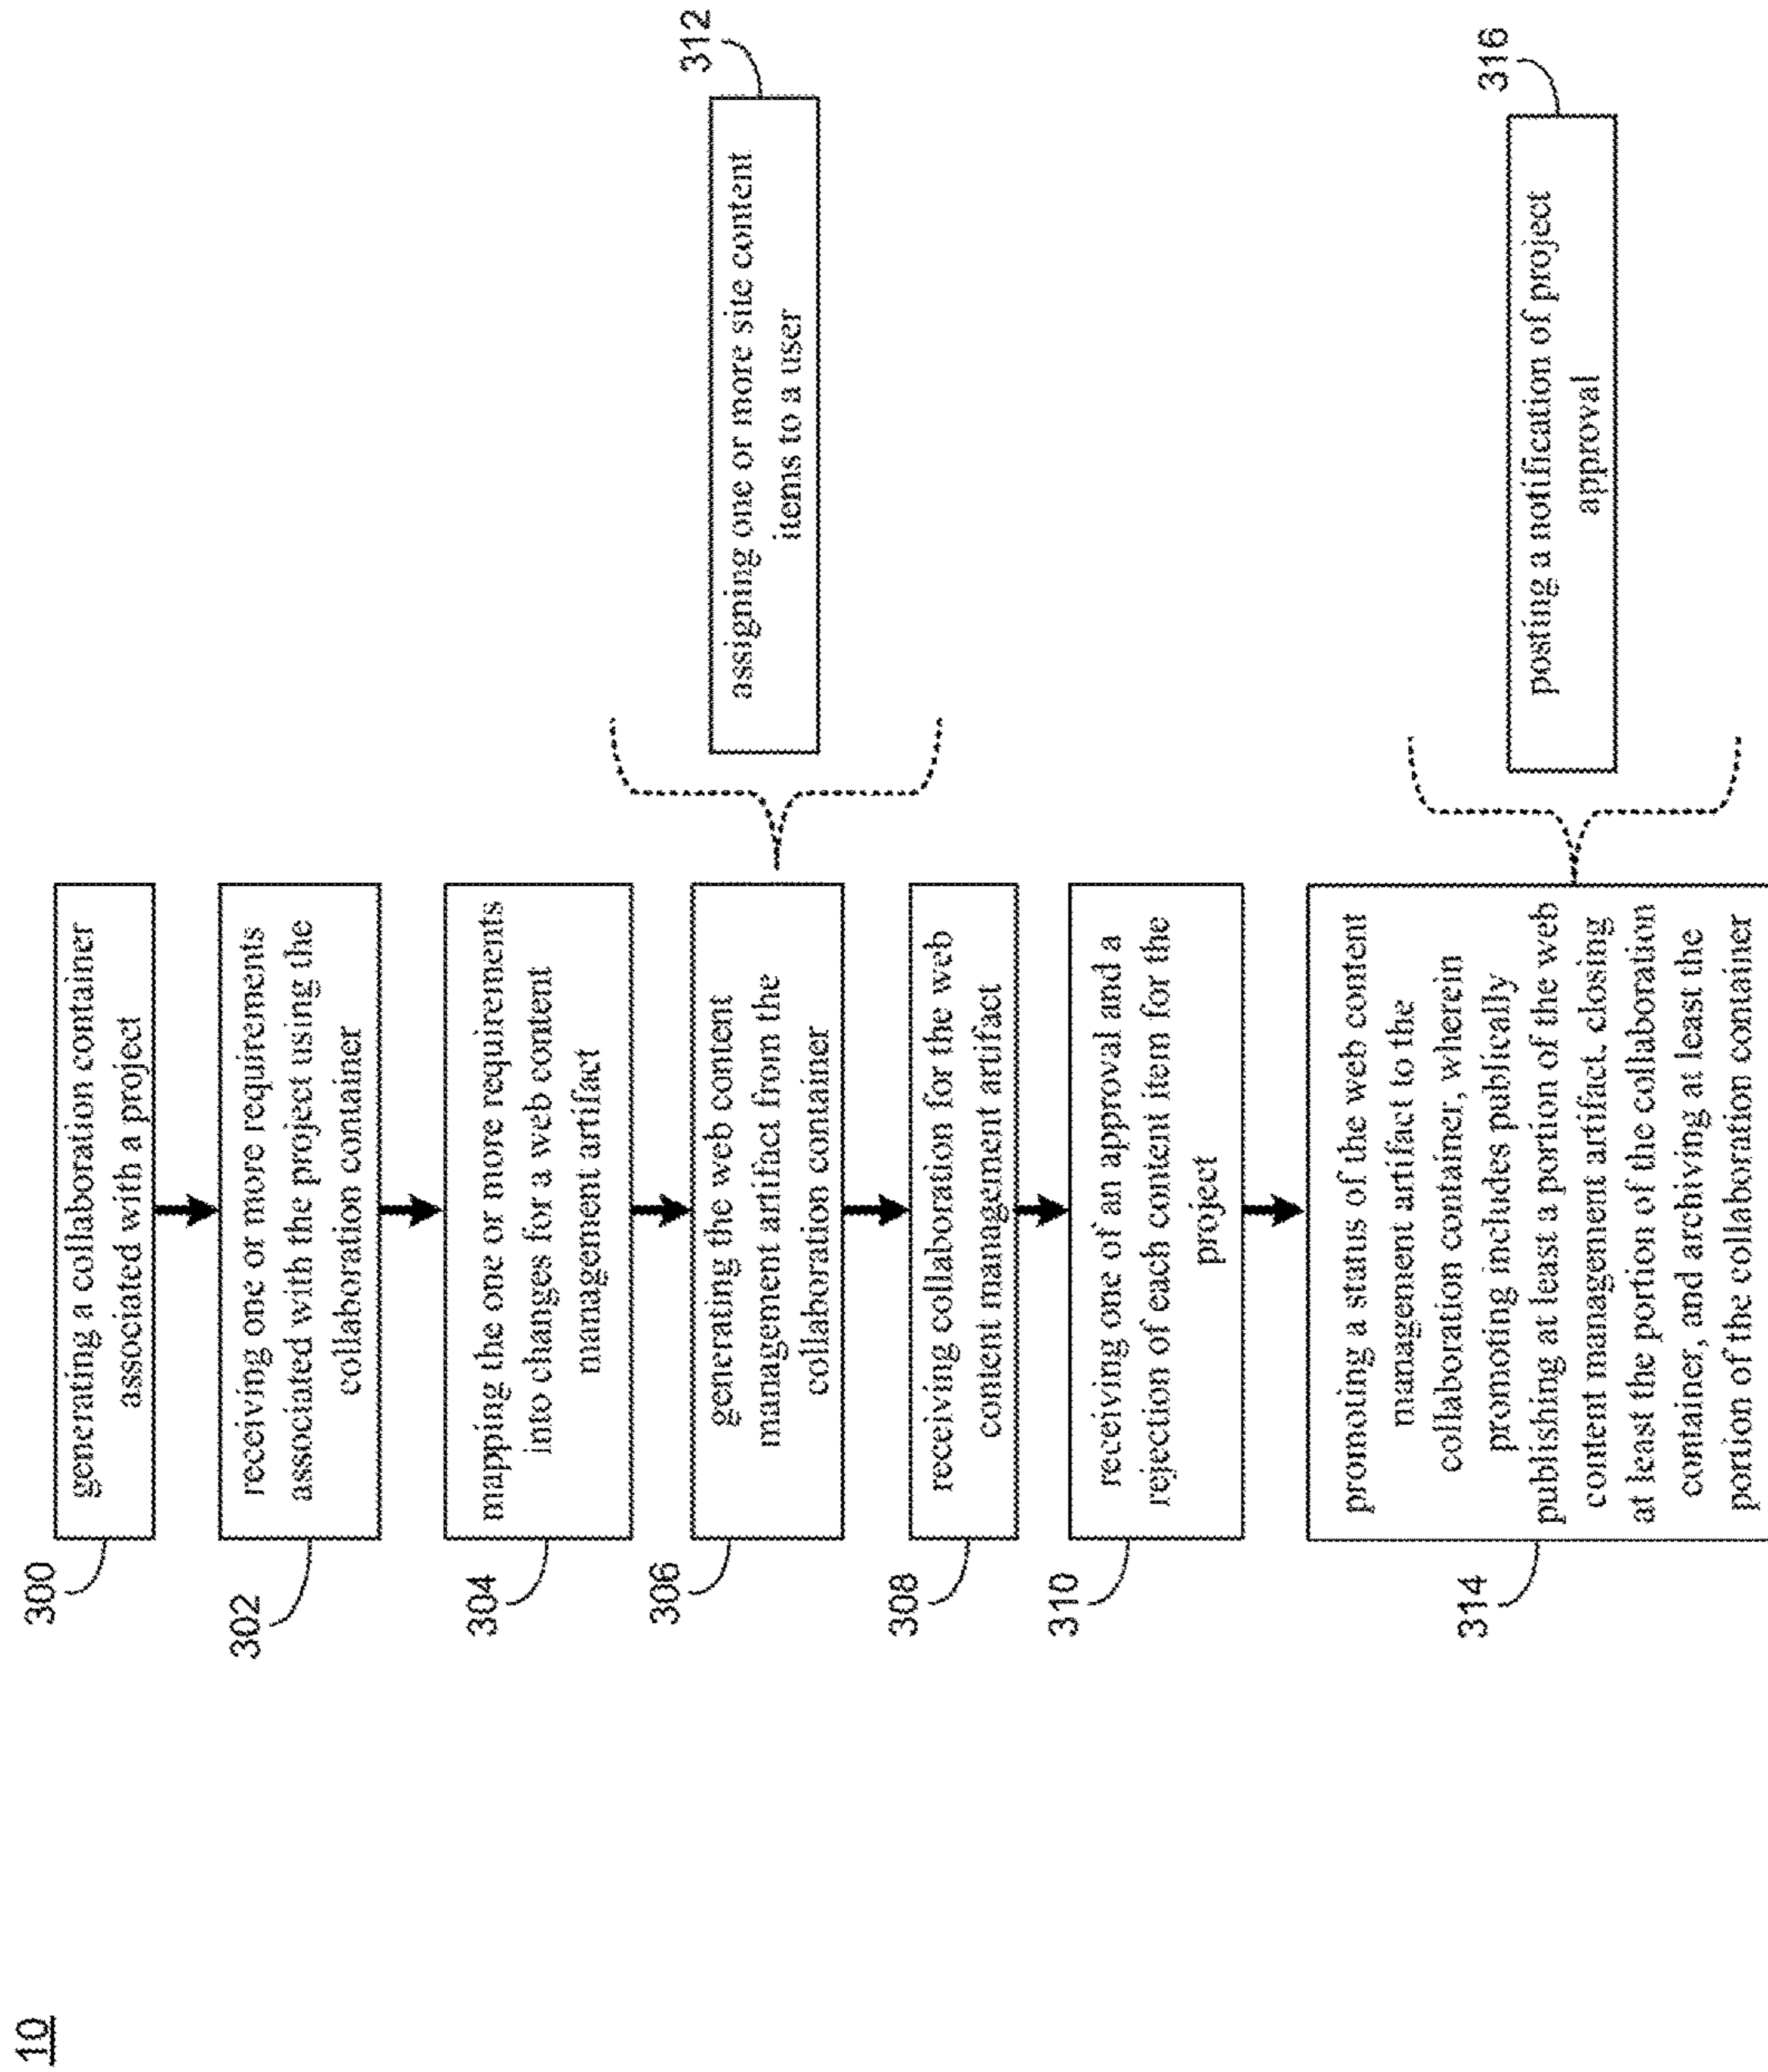 10
300
generating a collaboration container
associated with a project
302
receiving one or more requirements
associated with the project using the
collaboration container
304
mapping the one or more requirements
into changes for a web content
management artifact
306
generating the web content
management artifact from the
collaboration container
312
assigning one or more site content
items to a user
308
receiving collaboration for the web
content management artifact
310
receiving one of an approval and a
rejection of each content item for the
project
314
promoting a status of the web content
management artifact to the
collaboration container, wherein
promoting includes publically
publishing at least a portion of the web
content management artifact, closing
at least the portion of the collaboration
container, and archiving at least the
portion of the collaboration container
316
posting a notification of project
approval